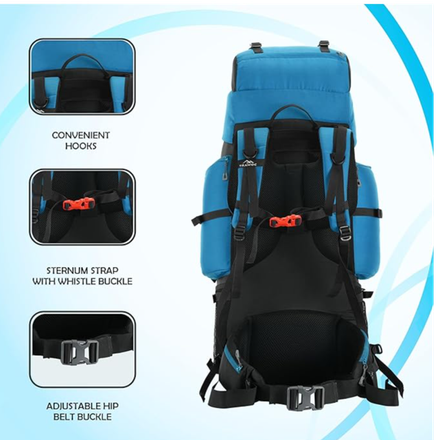 CONVENIENT
HOOKS
STERNUM STRAP
WITH WHISTLE BUCKLE
ADJUSTABLE HIP
BELT BUCKLE